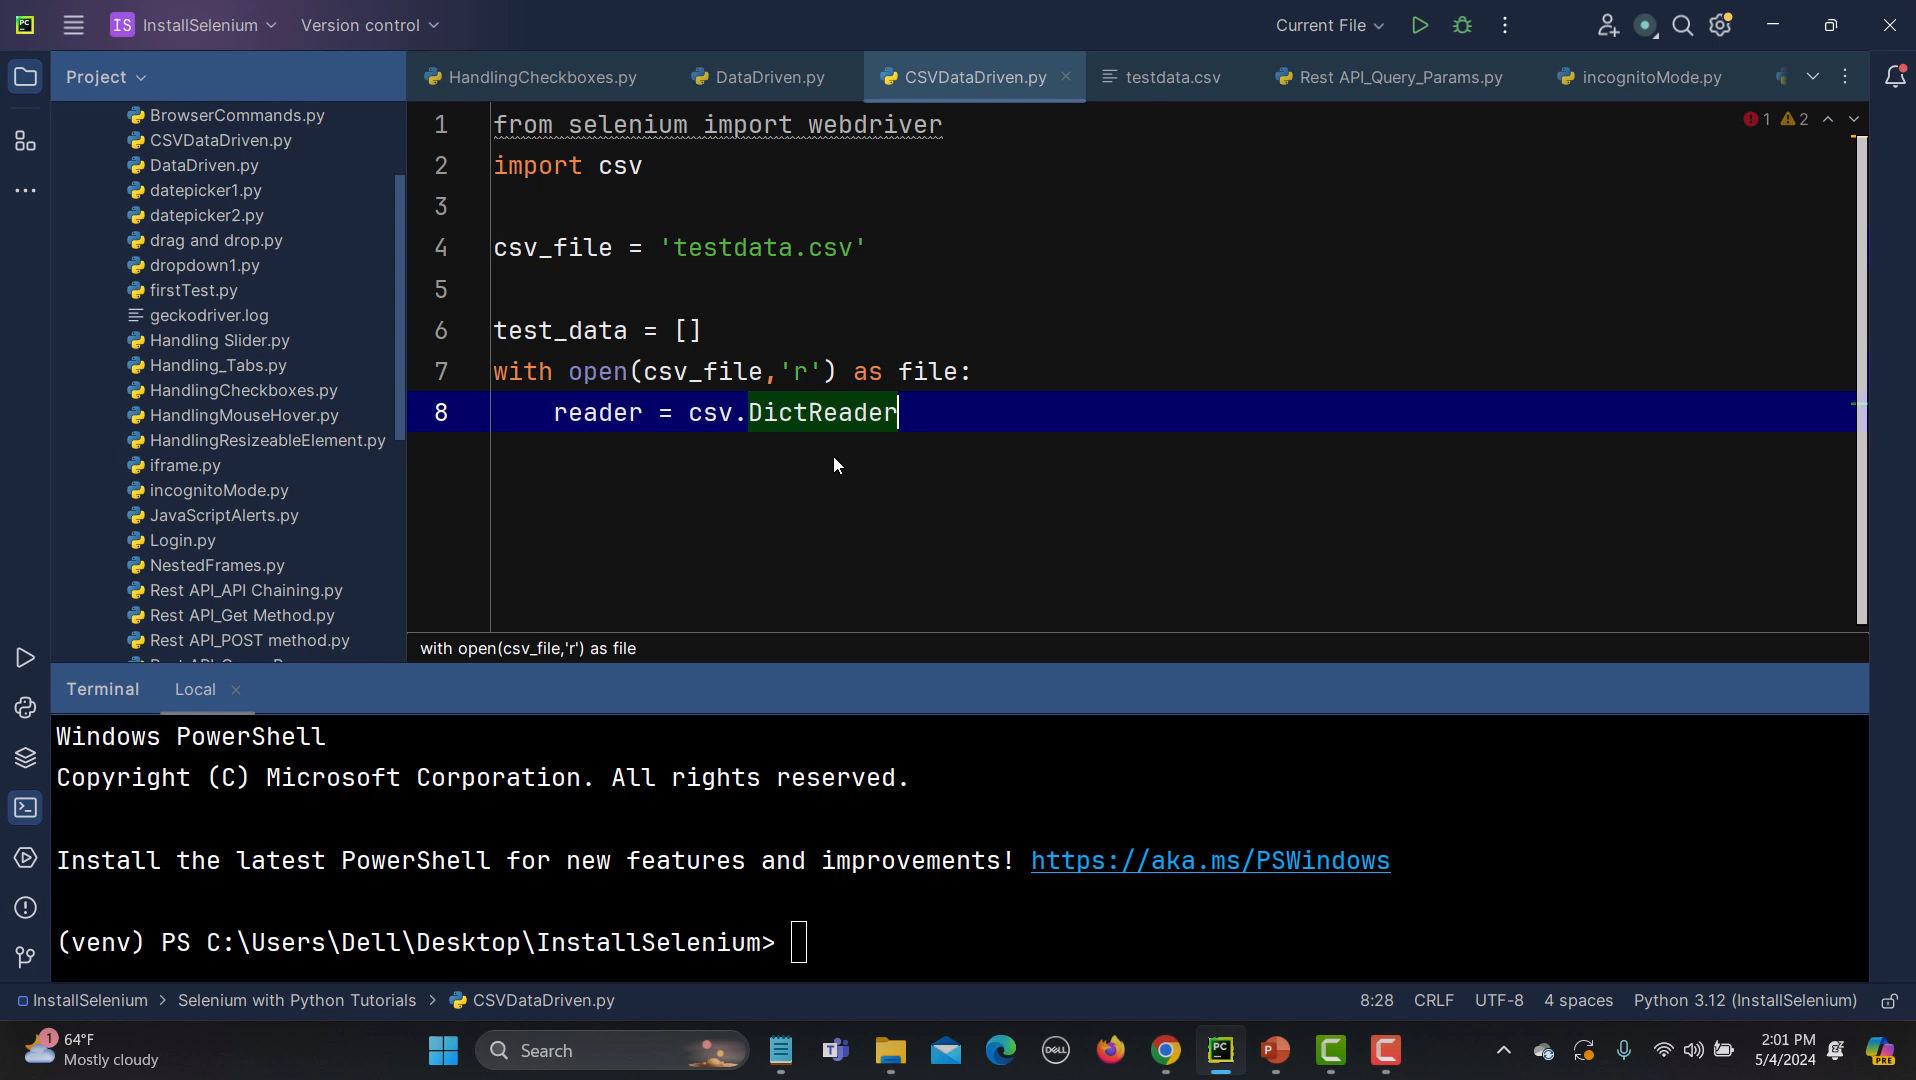 IS InstallSelenium Version control Current File
Project
HandlingCheckboxes.py DataDriven.py CSVDataDriven.py testdata.csv Rest API_Query_Params.py incognitoMode.py
BrowserCommands.py
CSVDataDriven.py
DataDriven.py
datepicker1.py
datepicker2.py
drag and drop.py
dropdown1.py
firstTest.py
geckodriver.log
Handling Slider.py
Handling_Tabs.py
HandlingCheckboxes.py
HandlingMouseHover.py
HandlingResizeableElement.py
iframe.py
incognitoMode.py
JavaScriptAlerts.py
Login.py
NestedFrames.py
Rest API_API Chaining.py
Rest API_Get Method.py
Rest API_POST method.py
1 from selenium import webdriver
1 2
2 import csv
3
4 csv_file = 'testdata.csv'
5
6 test_data = []
7 with open(csv_file,'r') as file:
8 reader = csv.DictReader
with open(csv_file,'r') as file
Terminal Local
Windows PowerShell
Copyright (C) Microsoft Corporation. All rights reserved.
Install the latest PowerShell for new features and improvements! https://aka.ms/PSWindows
(venv) PS C:\Users\Dell\Desktop\InstallSelenium>
InstallSelenium > Selenium with Python Tutorials > CSVDataDriven.py 8:28 CRLF UTF-8 4 spaces Python 3.12 (InstallSelenium)
1 64°F
Mostly cloudy
Search
DELL
2:01 PM
5/4/2024
PRE